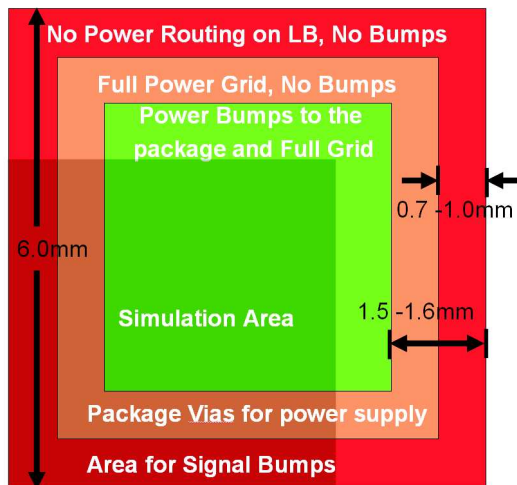 No Power Routing on LB, No Bumps
Full Power Grid, No Bumps
Power Bumps to the
package and Full Grid
0.7 -1.0mm
6.0mm
1.5 -1.6mm
Simulation Area
Package Vias for power supply
Area for Signal Bumps